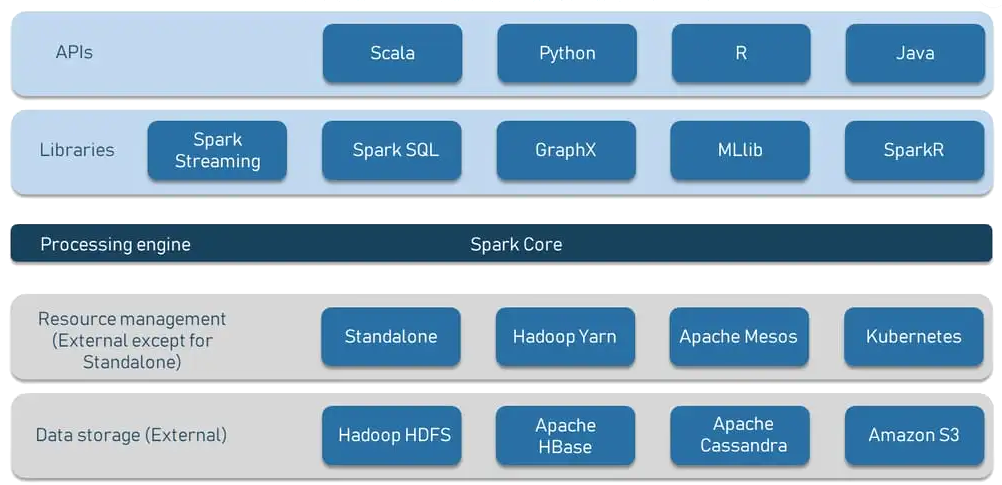 APIs
Scala
Python
R
Java
Libraries
Spark
Streaming
Spark SQL
GraphX
MLlib
SparkR
Processing engine
Spark Core
Resource management
(External except for
Standalone)
Standalone
Hadoop Yarn
Apache Mesos
Kubernetes
Data storage (External)
Hadoop HDFS
Apache
HBase
Apache
Cassandra
Amazon S3